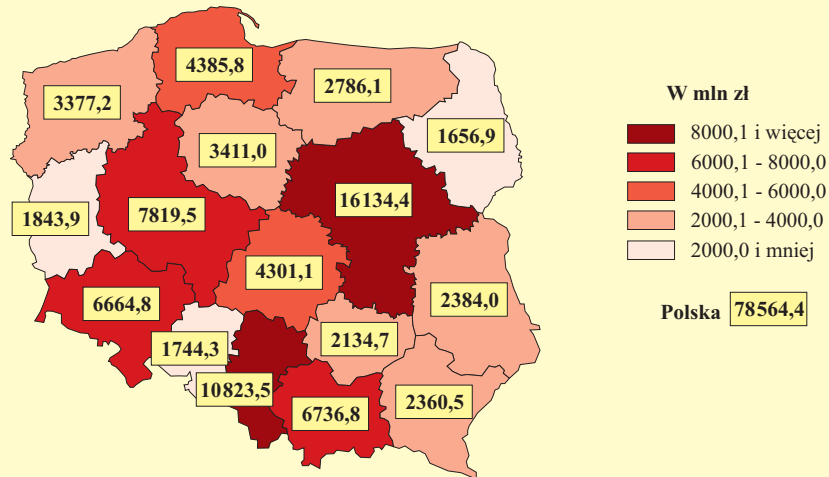 4385,8
2786,1
3377,2
1656,9
3411,0
16134,4
1843,9
7819,5
4301,1
2384,0
6664,8
2134,7
1744,3
10823,5
6736,8
2360,5
W mln zł
8000,1 i więcej
6000,1 - 8000,0
4000,1 - 6000,0
2000,1 - 4000,0
2000,0 i mniej
Polska 78564,4